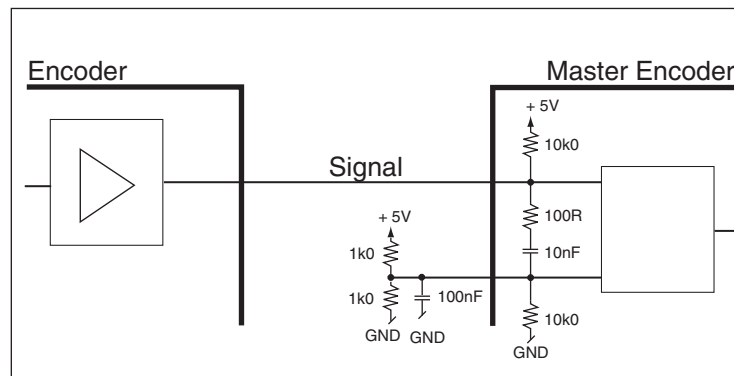 Encoder
Master Encoder
+ 5V
10k0
Signal
100R
+ 5V
1k0
10nF
1k0
100nF
10k0
GND
GND
GND